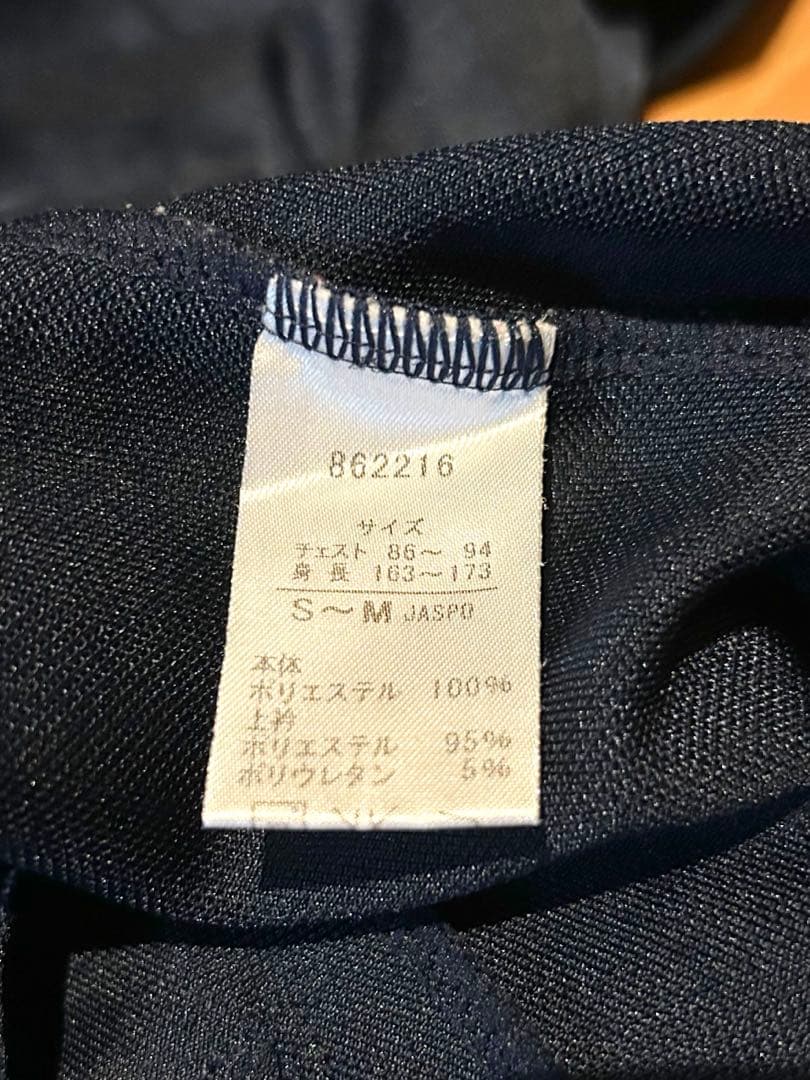 862216
サイズ
チェスト 86〜 94
身 長 163〜173
S〜M JASPO
本体
ポリエステル 100%
上衿
ポリエステル 95%
ポリウレタン 5%